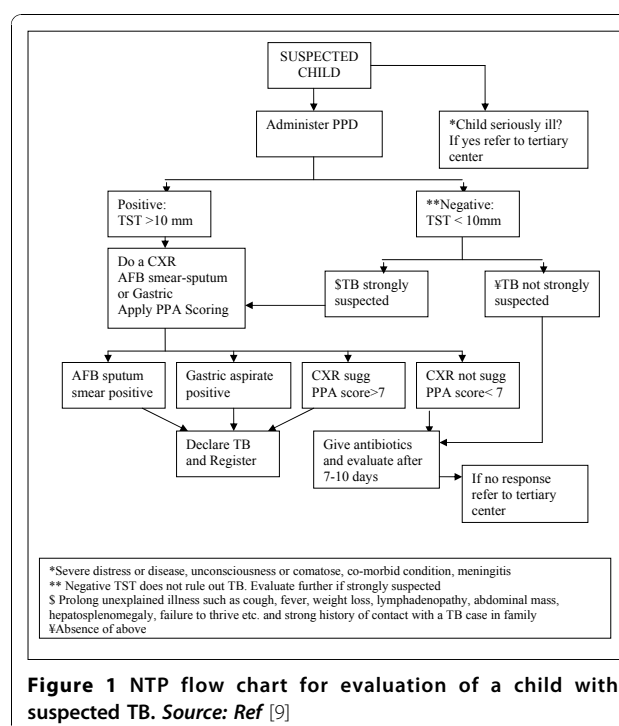 SUSPECTED
CHILD
Administer PPD
*Child seriously ill?
If yes refer to tertiary
center
Positive:
TST >10 mm
**Negative:
TST < 10mm
Do a CXR
AFB smear-sputum
or Gastric
Apply PPA Scoring
$TB strongly
suspected
¥TB not strongly
suspected
AFB sputum
smear positive
Gastric aspirate
positive
CXR sugg
PPA score>7
CXR not sugg
PPA score< 7
Declare TB
and Register
Give antibiotics
and evaluate after
7-10 days
If no response
refer to tertiary
center
*Severe distress or disease, unconsciousness or comatose, co-morbid condition, meningitis
** Negative TST does not rule out TB. Evaluate further if strongly suspected
$ Prolong unexplained illness such as cough, fever, weight loss, lymphadenopathy, abdominal mass,
hepatosplenomegaly, failure to thrive etc. and strong history of contact with a TB case in family
¥Absence of above
Figure 1 NTP flow chart for evaluation of a child with
suspected TB. Source: Ref [9]